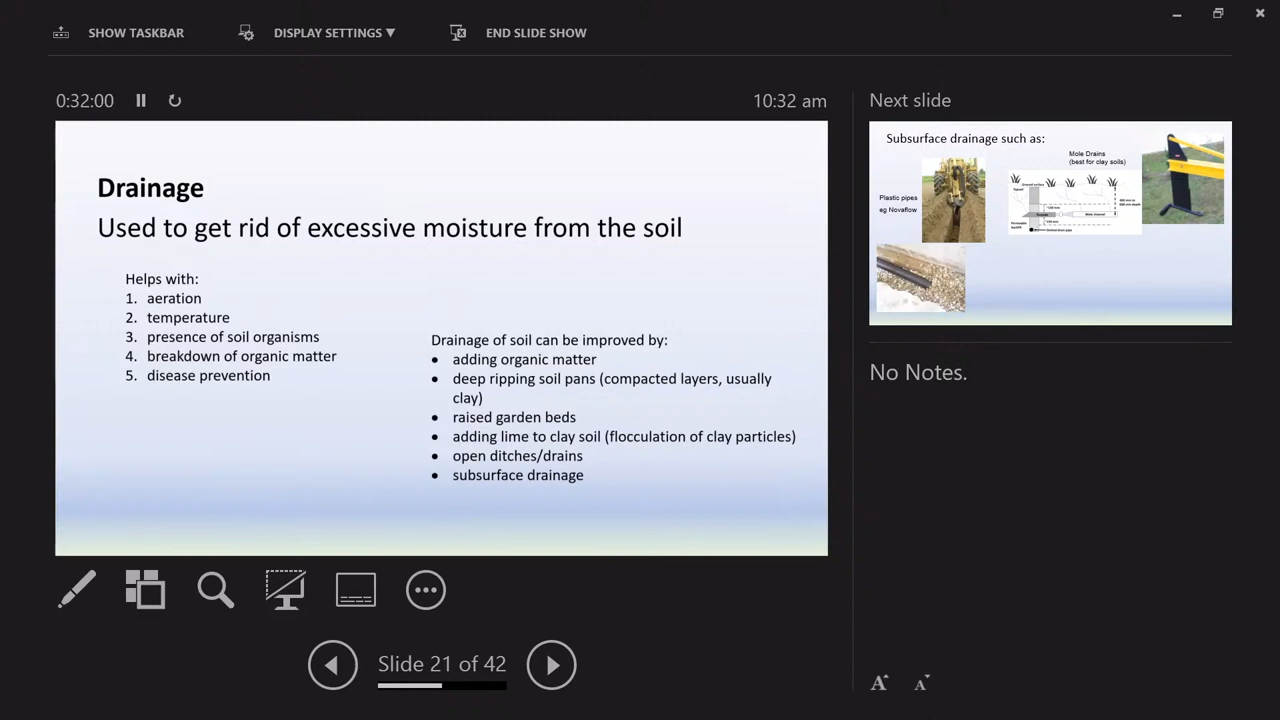 SHOW TASKBAR
DISPLAY SETTINGS ▼
END SLIDE SHOW
0:32:00
10:32 am
Drainage
Used to get rid of excessive moisture from the soil
Helps with:
1. aeration
2. temperature
3. presence of soil organisms
4. breakdown of organic matter
5. disease prevention
Drainage of soil can be improved by:
• adding organic matter
• deep ripping soil pans (compacted layers, usually
clay)
• raised garden beds
• adding lime to clay soil (flocculation of clay particles)
• open ditches/drains
• subsurface drainage
Slide 21 of 42
Next slide
Subsurface drainage such as:
Mole Drains
(best for clay soils)
Plastic pipes
eg Novaflow
Ground surface
Mole channel
No Notes.
A A